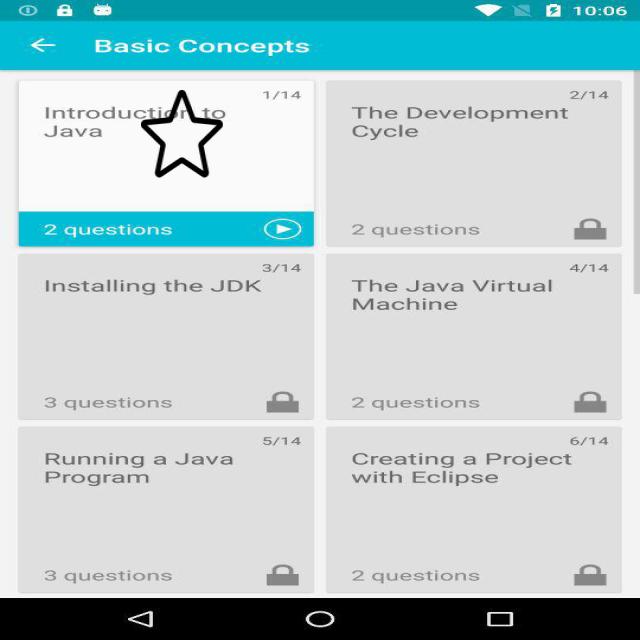 10:06
Basic Concepts
1/14
Introduction to
Java
2 questions
2/14
The Development
Cycle
2 questions
3/14
Installing the JDK
3 questions
4/14
The Java Virtual
Machine
2 questions
5/14
Running a Java
Program
3 questions
6/14
Creating a Project
with Eclipse
2 questions